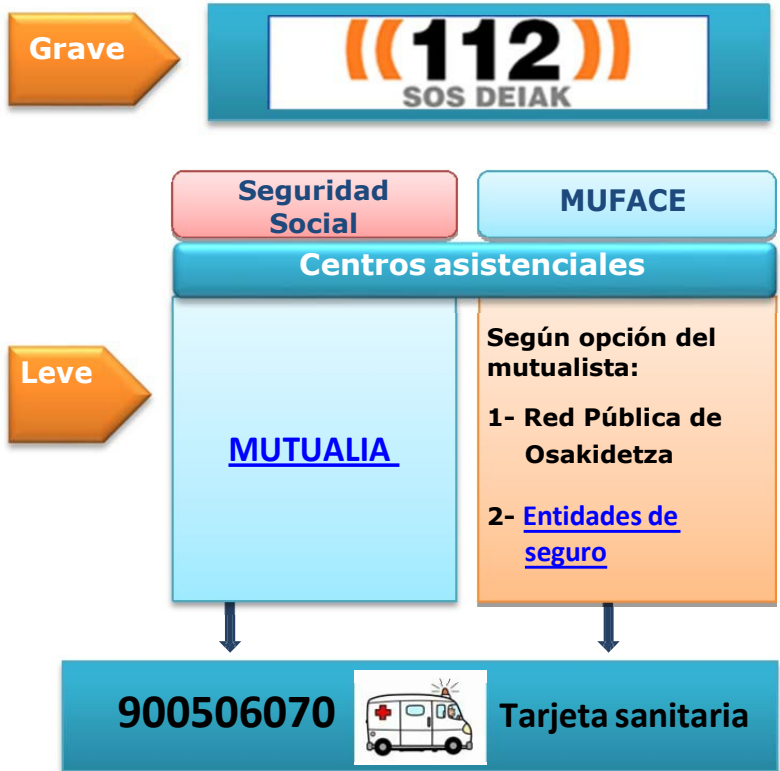 Grave
((112))
SOS DEIAK
Seguridad
Social
MUFACE
Centros asistenciales
Leve
MUTUALIA
Según opción del
mutualista:
1- Red Pública de
Osakidetza
2- Entidades de
seguro
900506070
Tarjeta sanitaria